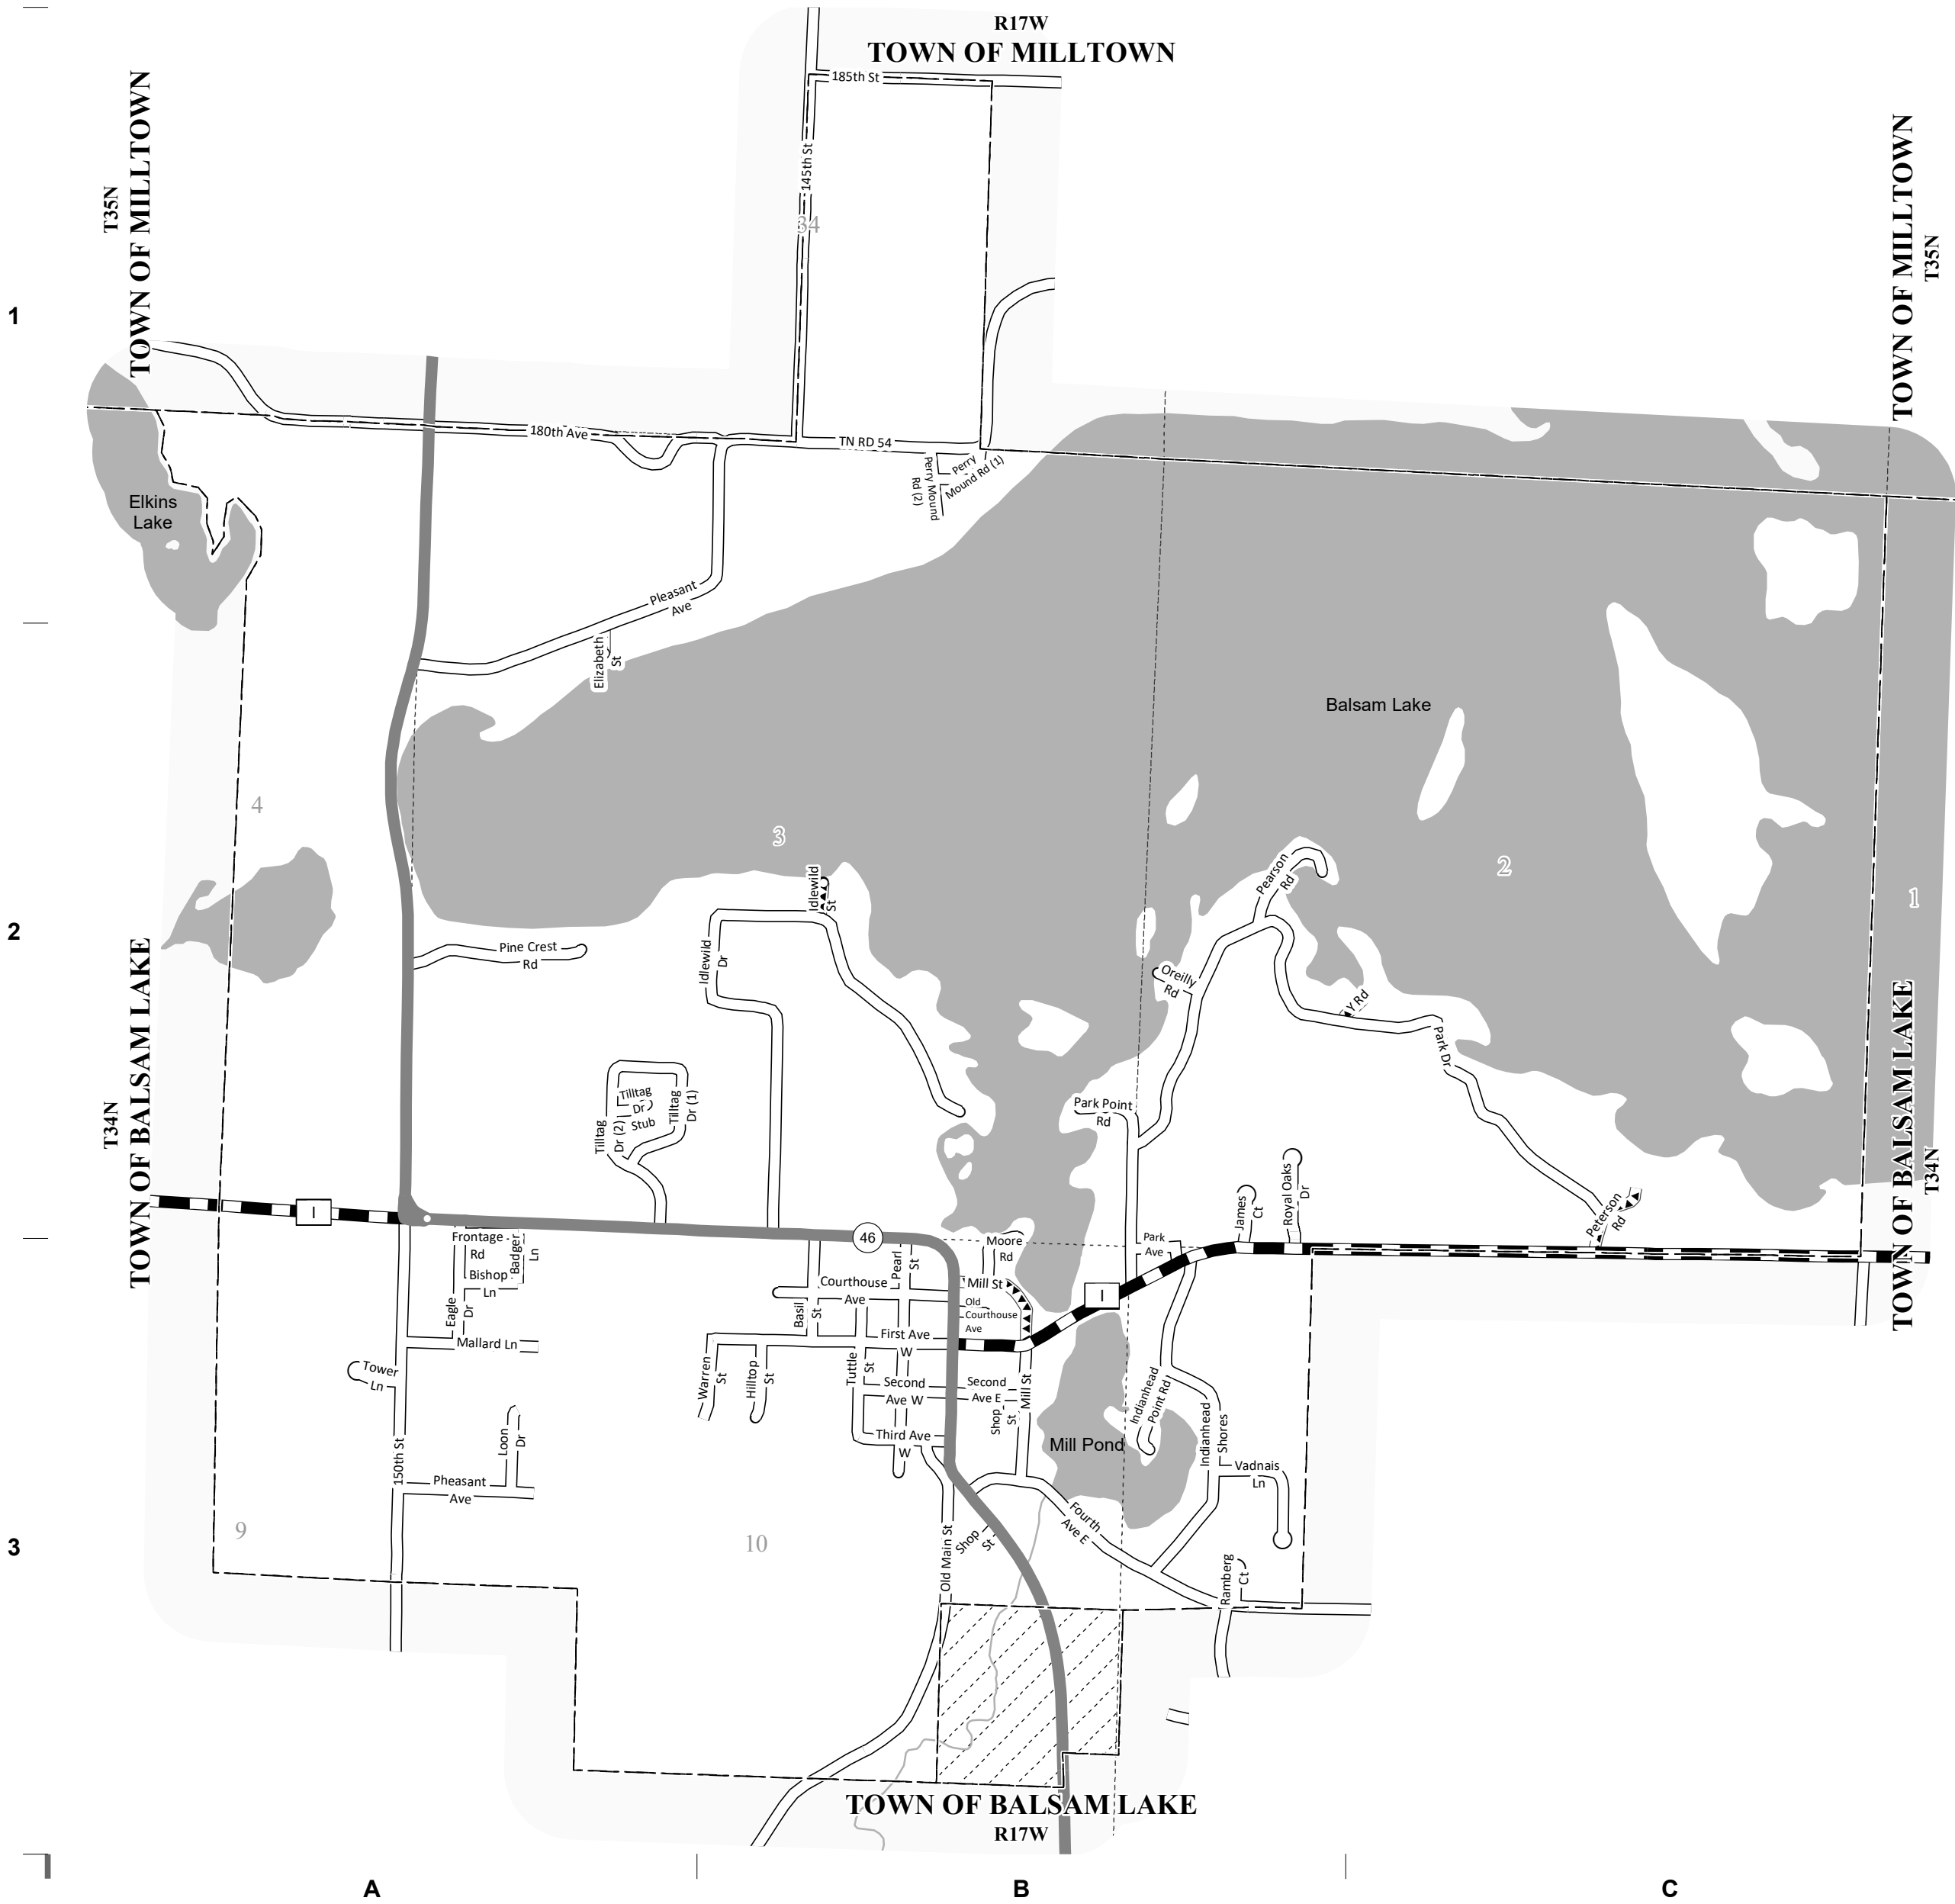 R17W
TOWN OF MILLTOWN
185th St
TOWN OF MILLTOWN
T35N
TOWN OF MILLTOWN
T35N
145th St
34
1
180th Ave
TN RD 54
Perry
Mound Rd (1)
Perry Mound
Rd (2)
Elkins
Lake
Pleasant
Ave
Elizabeth
St
Balsam Lake
4
3
2
1
Pearson
Rd
Idlewild
St
2
Pine Crest
Rd
Idlewild
Dr
Oreilly
Rd
Y Rd
Park Dr
TOWN OF BALSAM LAKE
T34N
TOWN OF BALSAM LAKE
T34N
Tilltag
Dr
Stub
Tilltag
Dr (2)
Tilltag
Dr (1)
Park Point
Rd
James
Ct
Royal Oaks
Dr
Peterson
Rd
I
46
Frontage
Rd
Badger
Ln
Bishop
Ln
Eagle
Dr
Moore
Rd
Park
Ave
Pearl
St
Courthouse
Ave
Mill St
Old
Courthouse
Ave
I
Basil
St
First Ave
W
Mallard Ln
Tower
Ln
Warren
St
Hilltop
St
Tuttle
St
Second
Ave W
Second
Ave E
Shop
St
Mill St
Indianhead
Point Rd
Indianhead
Shores
Third Ave
W
Mill Pond
Loon
Dr
150th St
Pheasant
Ave
Vadnais
Ln
Fourth
Ave E
Shop
St
Old Main St
9
10
3
Ramberg
Ct
TOWN OF BALSAM LAKE
R17W
A
B
C